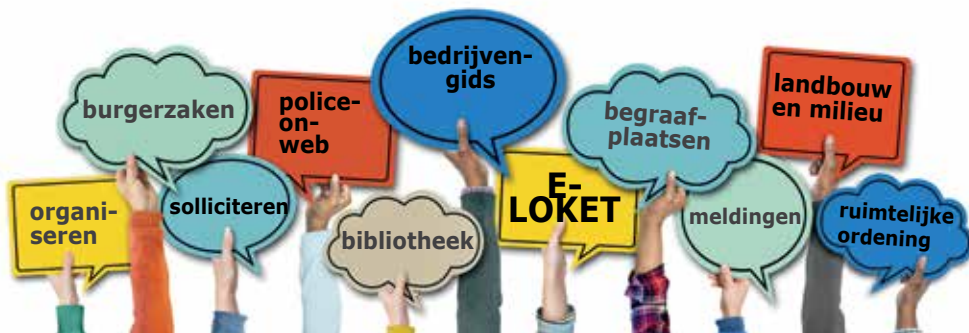 organi-
seren
burgerzaken
solliciteren
police-
on-
web
bibliotheek
bedrijven-
gids
E-
LOKET
begraaf-
plaatsen
meldingen
landbouw
en milieu
ruimtelijke
ordening